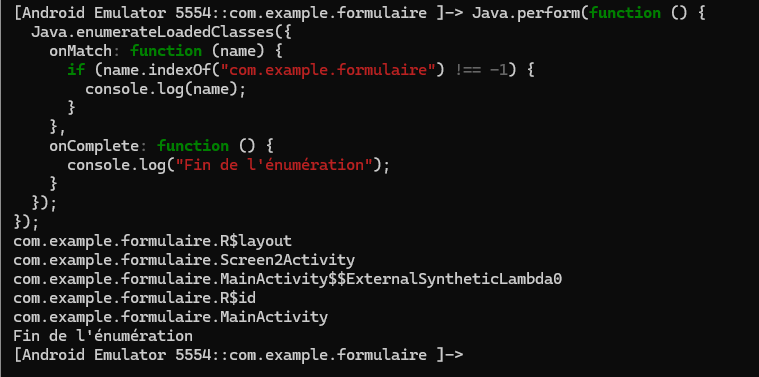 [Android Emulator 5554::com.example.formulaire ]-> Java.perform(function () {
  Java.enumerateLoadedClasses({
    onMatch: function (name) {
      if (name.indexOf("com.example.formulaire") !== -1) {
        console.log(name);
      }
    },
    onComplete: function () {
      console.log("Fin de l'énumération");
    }
  });
});
com.example.formulaire.R$layout
com.example.formulaire.Screen2Activity
com.example.formulaire.MainActivity$$ExternalSyntheticLambda0
com.example.formulaire.R$id
com.example.formulaire.MainActivity
Fin de l'énumération
[Android Emulator 5554::com.example.formulaire ]->